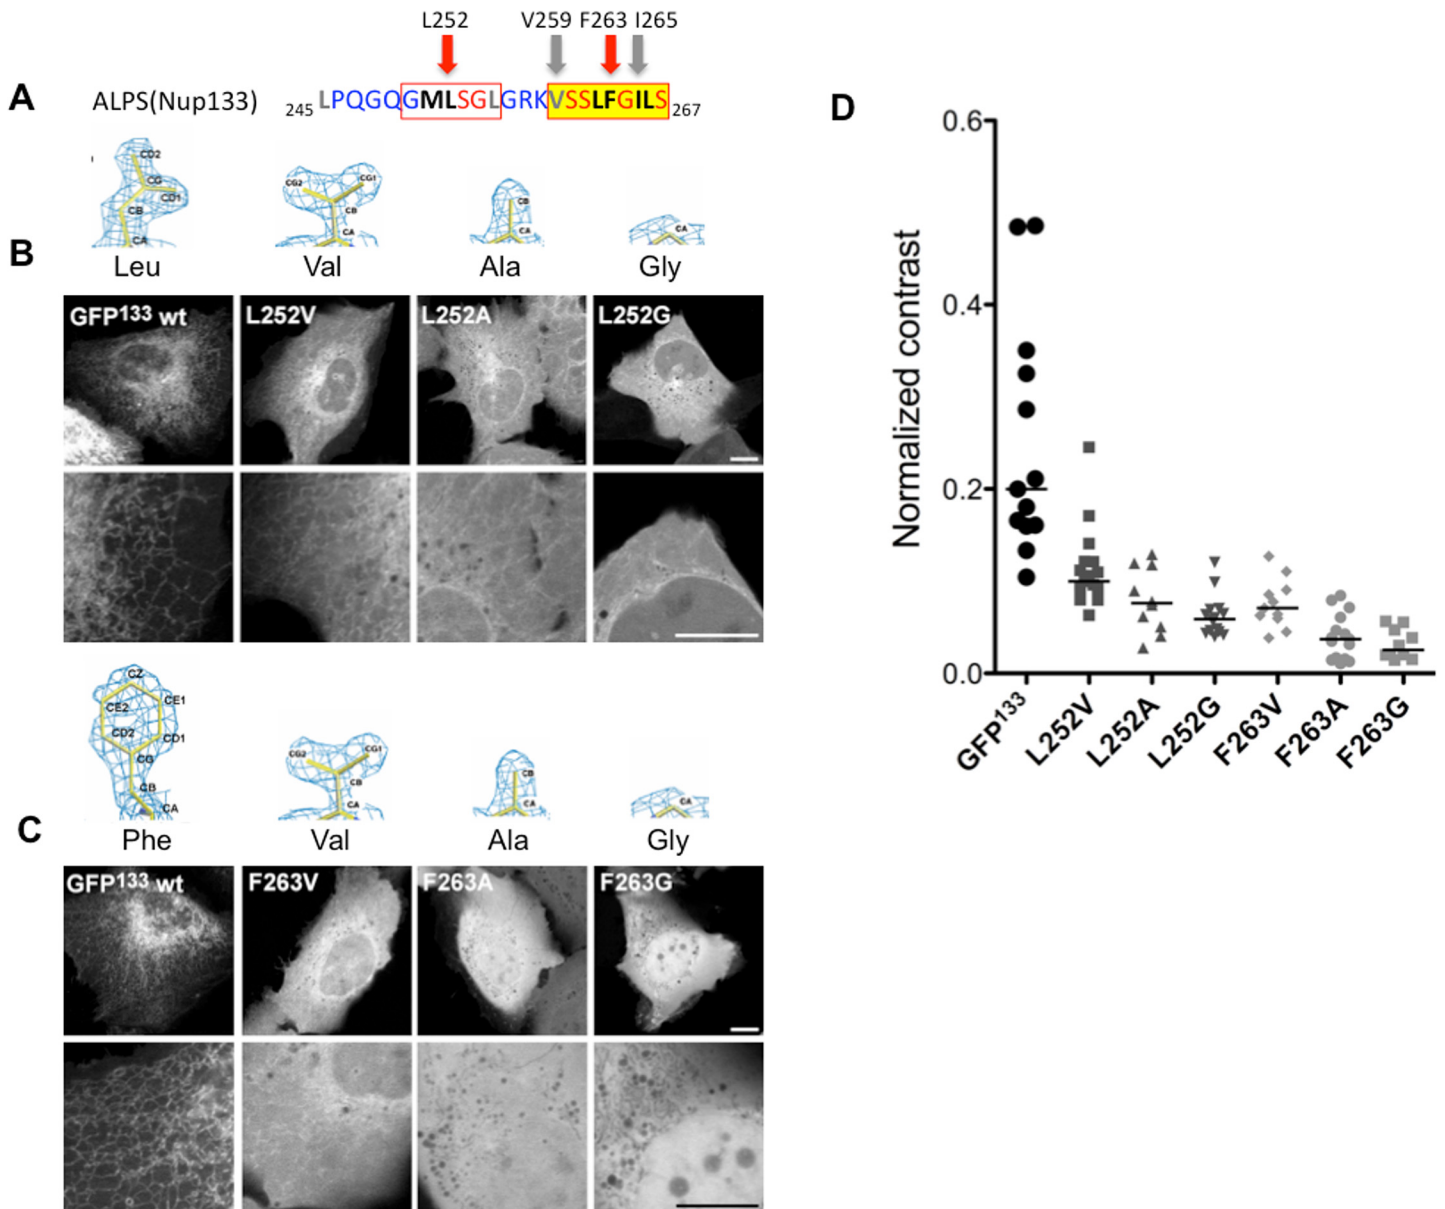 L252 V259 F263 I265
A ALPS(Nup133) 245 LPQGQGMLSGLGRKVSSLFGILS 267
CD2 CG CD1 CB CA
CG2 CG1 CB CA
CB CA
CA
B Leu Val Ala Gly
GFP133 wt L252V L252A L252G
CZ CE2 CE1 CD2 CD1 CG CB CA
CG2 CG1 CB CA
CB CA
CA
C Phe Val Ala Gly
GFP133 wt F263V F263A F263G
D
Normalized contrast
0.6
0.4
0.2
0.0
GFP133 L252V L252A L252G F263V F263A F263G